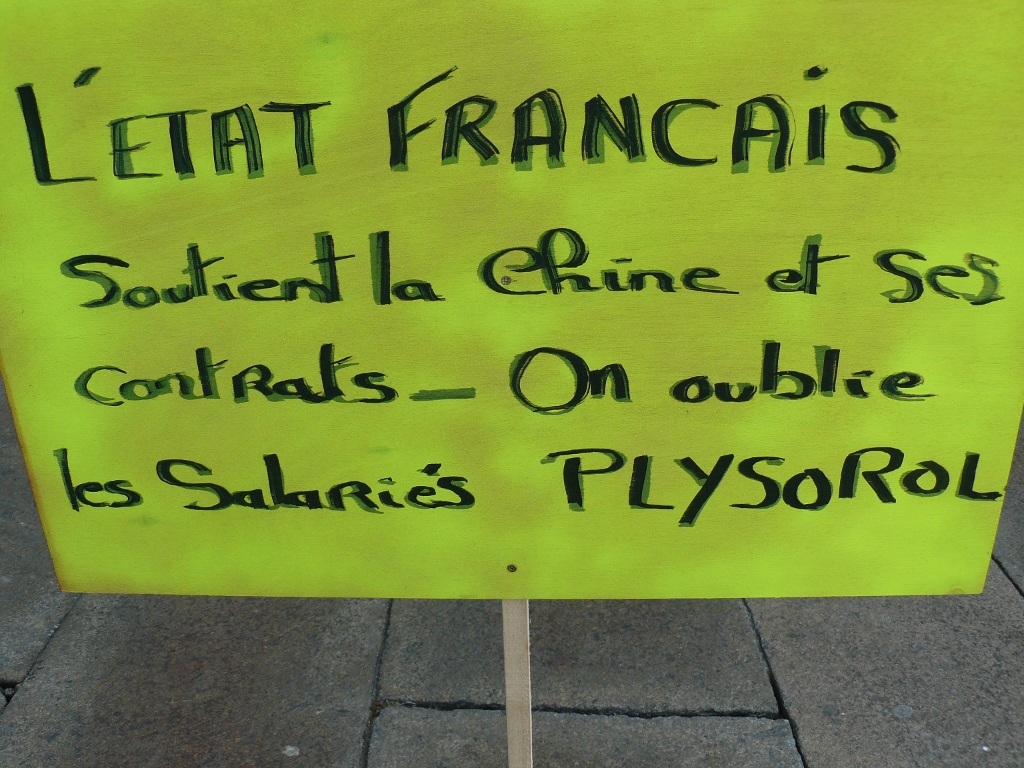 L'ETAT FRANCAiS
Soutient la Chine et ses
contRats _ On oublie
les SalaRiés PLYSOROL